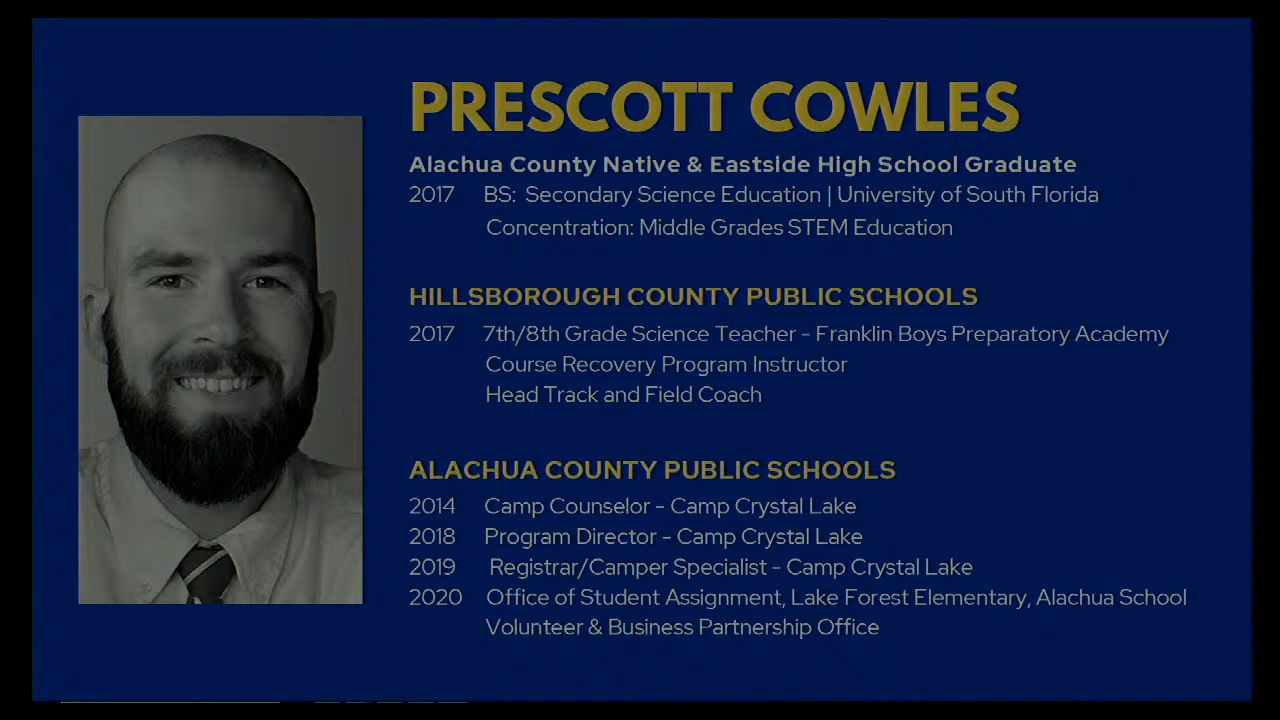 PRESCOTT COWLES
Alachua County Native & Eastside High School Graduate
2017 BS: Secondary Science Education | University of South Florida
Concentration: Middle Grades STEM Education
HILLSBOROUGH COUNTY PUBLIC SCHOOLS
2017 7th/8th Grade Science Teacher - Franklin Boys Preparatory Academy
Course Recovery Program Instructor
Head Track and Field Coach
ALACHUA COUNTY PUBLIC SCHOOLS
2014 Camp Counselor - Camp Crystal Lake
2018 Program Director - Camp Crystal Lake
2019 Registrar/Camper Specialist - Camp Crystal Lake
2020 Office of Student Assignment, Lake Forest Elementary, Alachua School
Volunteer & Business Partnership Office